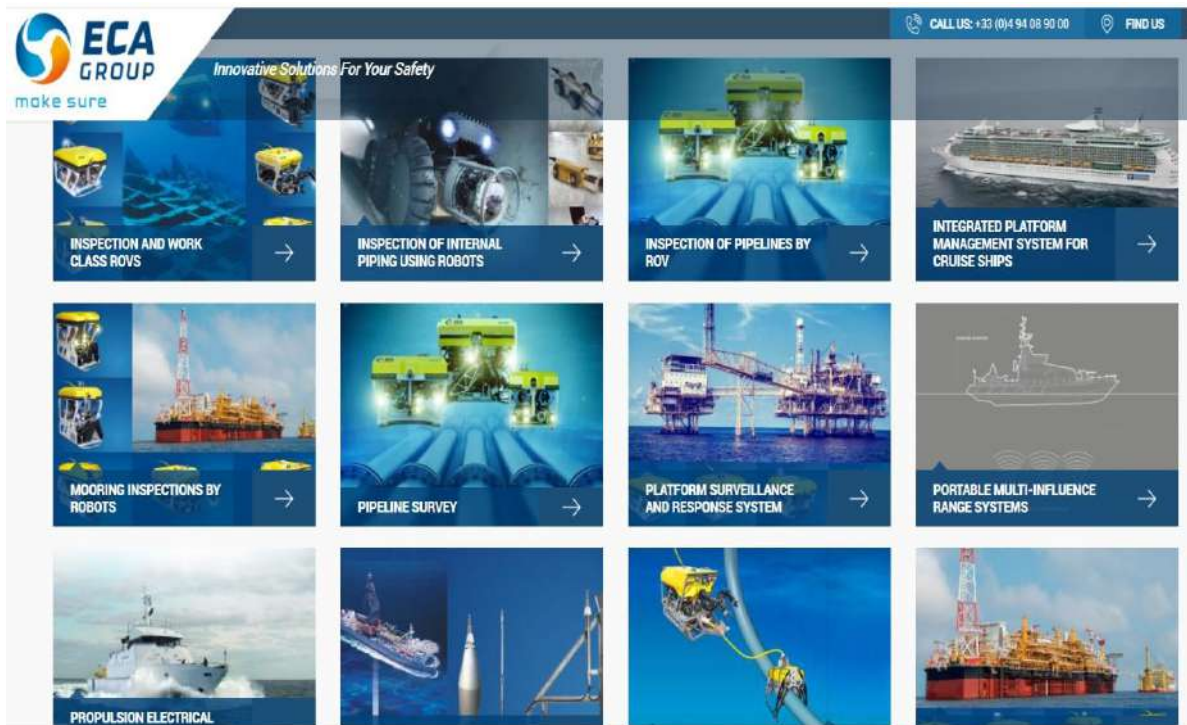 ECA
GROUP
make sure
Innovative Solutions For Your Safety
CALL US: +33 (0)4 94 08 90 00
FIND US
INSPECTION AND WORK
CLASS ROVS
INSPECTION OF INTERNAL
PIPING USING ROBOTS
INSPECTION OF PIPELINES BY
ROV
INTEGRATED PLATFORM
MANAGEMENT SYSTEM FOR
CRUISE SHIPS
MOORING INSPECTIONS BY
ROBOTS
PIPELINE SURVEY
PLATFORM SURVEILLANCE
AND RESPONSE SYSTEM
PORTABLE MULTI-INFLUENCE
RANGE SYSTEMS
PROPULSION ELECTRICAL